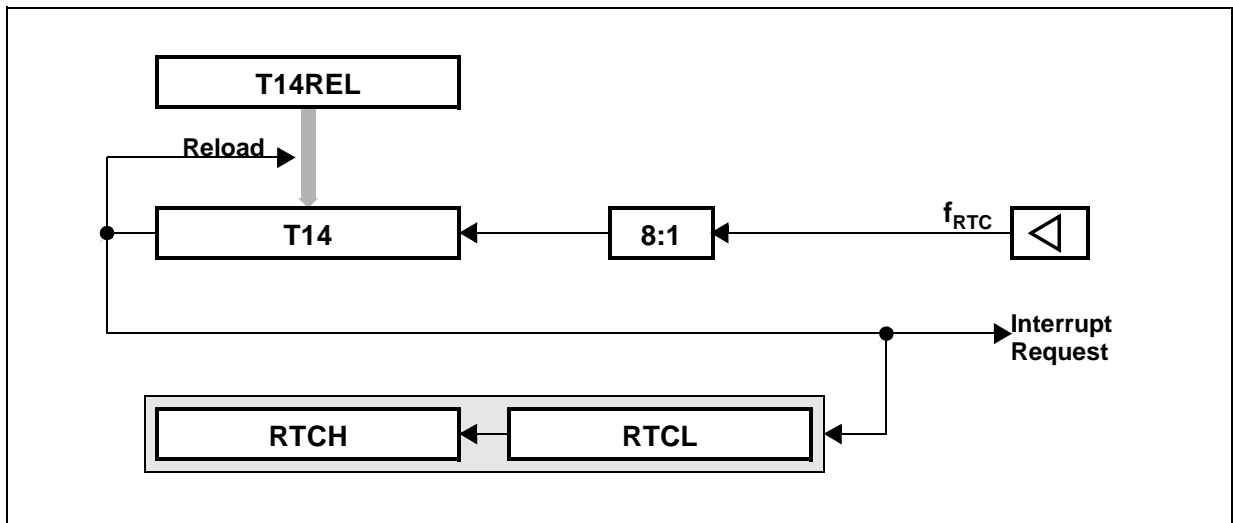 T14REL
Reload
T14
8:1
fRTC
Interrupt
Request
RTCH
RTCL